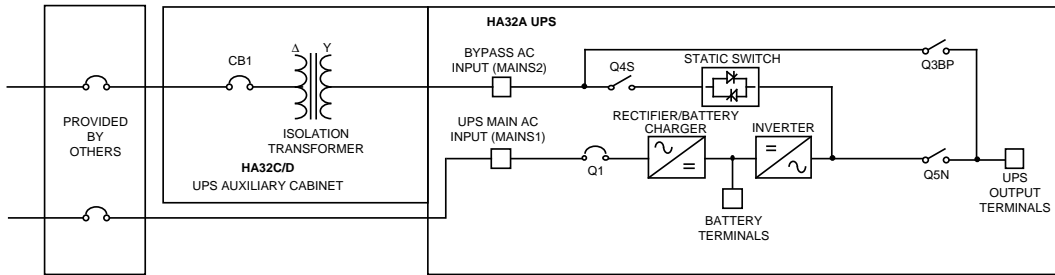 HA32A UPS
PROVIDED
BY
OTHERS
CB1
Δ Y
ISOLATION
TRANSFORMER
HA32C/D
UPS AUXILIARY CABINET
BYPASS AC
INPUT (MAINS2)
UPS MAIN AC
INPUT (MAINS1)
Q4S
STATIC SWITCH
Q3BP
RECTIFIER/BATTERY
CHARGER
INVERTER
Q1
BATTERY
TERMINALS
Q5N
UPS
OUTPUT
TERMINALS